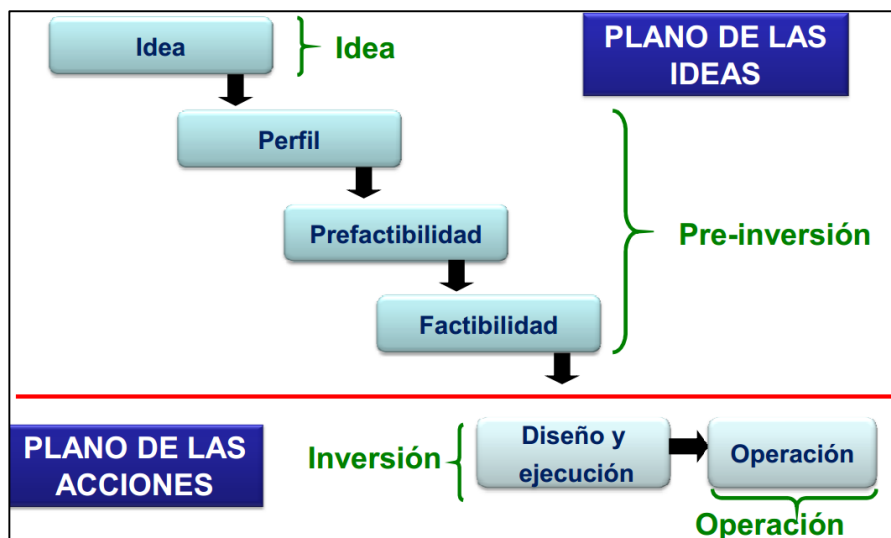 Idea
Idea
PLANO DE LAS
IDEAS
Perfil
Prefactibilidad
Pre-inversión
Factibilidad
PLANO DE LAS
ACCIONES
Inversión
Diseño y
ejecución
Operación
Operación